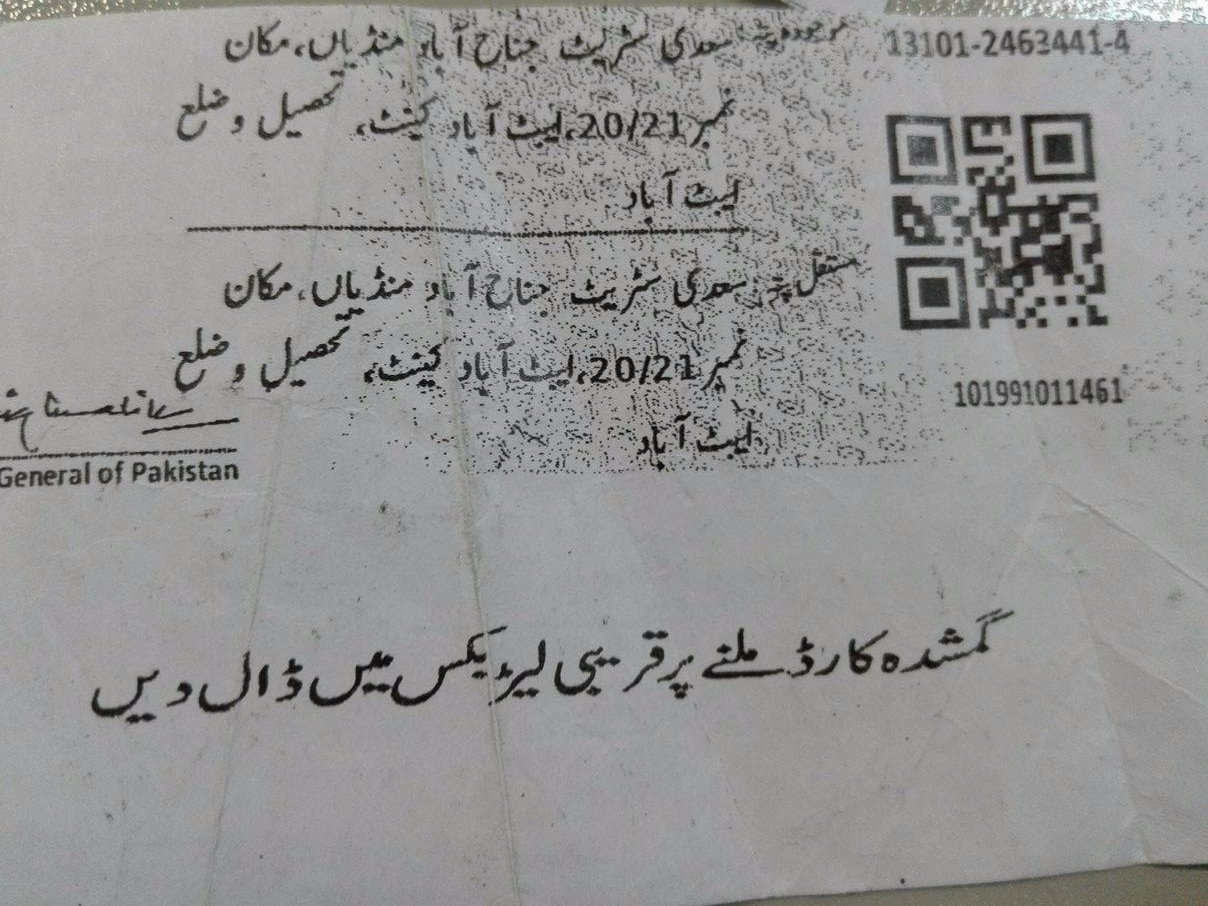 13101-2463441-4
موجودہ پتہ: سعدی سٹریٹ جناح آباد منڈیاں، مکان
نمبر 20/21، ایبٹ آباد کینٹ، تحصیل و ضلع
ایبٹ آباد
مستقل پتہ: سعدی سٹریٹ جناح آباد منڈیاں، مکان
نمبر 20/21، ایبٹ آباد کینٹ، تحصیل و ضلع
ایبٹ آباد
101991011461
General of Pakistan
گمشدہ کارڈ ملنے پر قریبی لیٹر بکس میں ڈال دیں